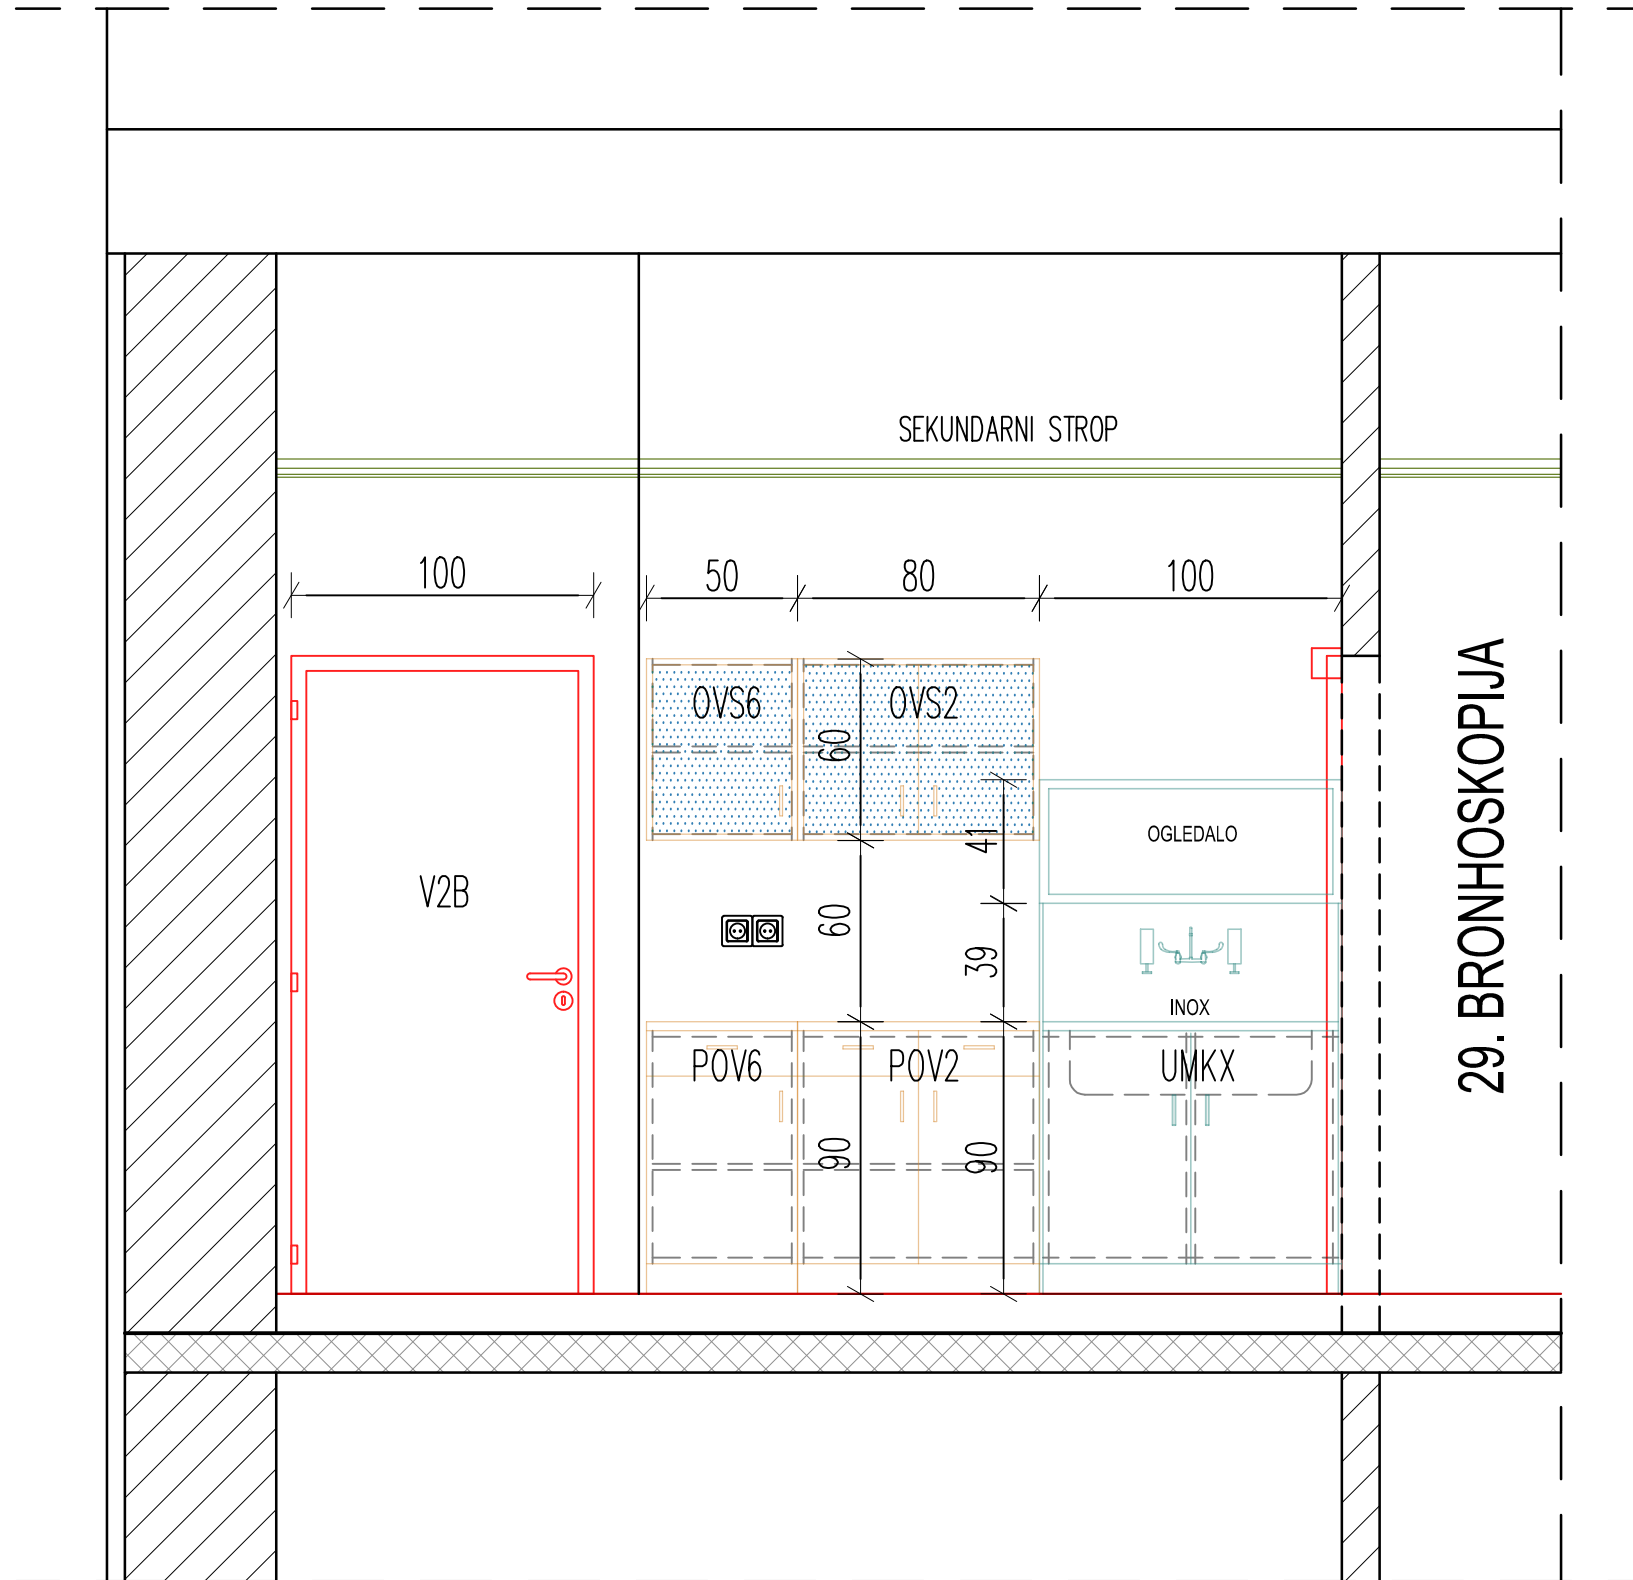 SEKUNDARNI STROP
100
50
80
100
OVS6
OVS2
60
41
OGLEDALO
V2B
60
39
INOX
POV6
POV2
UMKX
90
90
29. BRONHOSKOPIJA